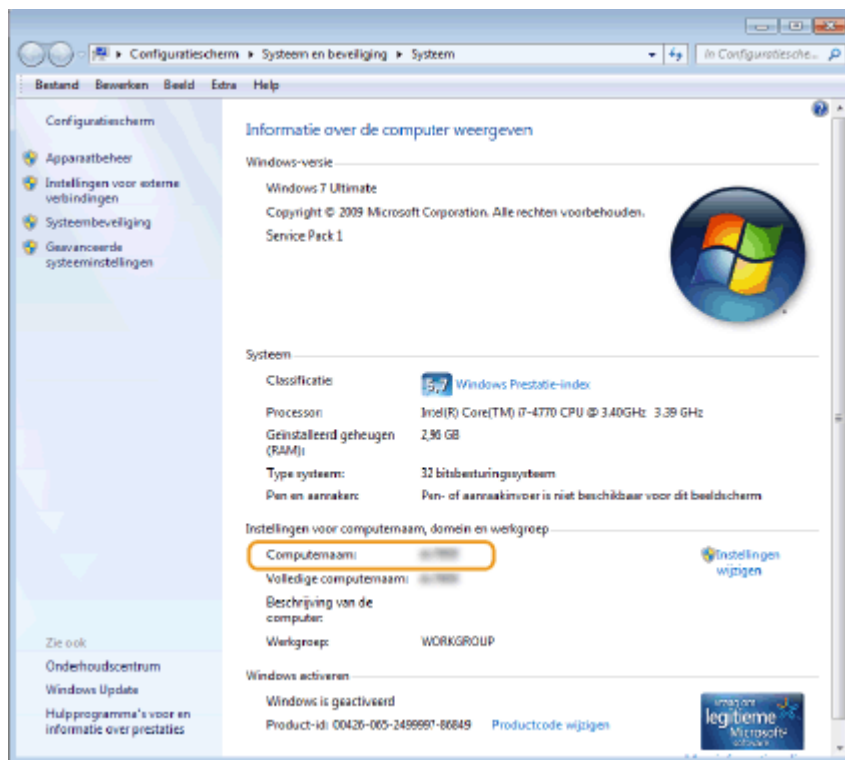 Configuratiescherm ▸ Systeem en beveiliging ▸ Systeem
In Configuratiesche...
Bestand Bewerken Beeld Extra Help
Configuratiescherm
Apparaatbeheer
Instellingen voor externe
verbindingen
Systeembeveiliging
Geavanceerde
systeeminstellingen
Informatie over de computer weergeven
Windows-versie
Windows 7 Ultimate
Copyright © 2009 Microsoft Corporation. Alle rechten voorbehouden.
Service Pack 1
Systeem
Classificatie:
5,7 Windows Prestatie-index
Processor: Intel(R) Core(TM) i7-4770 CPU @ 3.40GHz 3.39 GHz
Geïnstalleerd geheugen 2,96 GB
(RAM):
Type systeem: 32 bitsbesturingssysteem
Pen en aanraken: Pen- of aanraakinvoer is niet beschikbaar voor dit beeldscherm
Instellingen voor computernaam, domein en werkgroep
Computernaam:
Instellingen
wijzigen
Volledige computernaam:
Beschrijving van de
computer:
Werkgroep: WORKGROUP
Windows activeren
Windows is geactiveerd
Product-id: 00426-065-2499997-86849 Productcode wijzigen
Zie ook
Onderhoudscentrum
Windows Update
Hulpprogramma's voor en
informatie over prestaties
vraag om
legitieme
Microsoft®
software